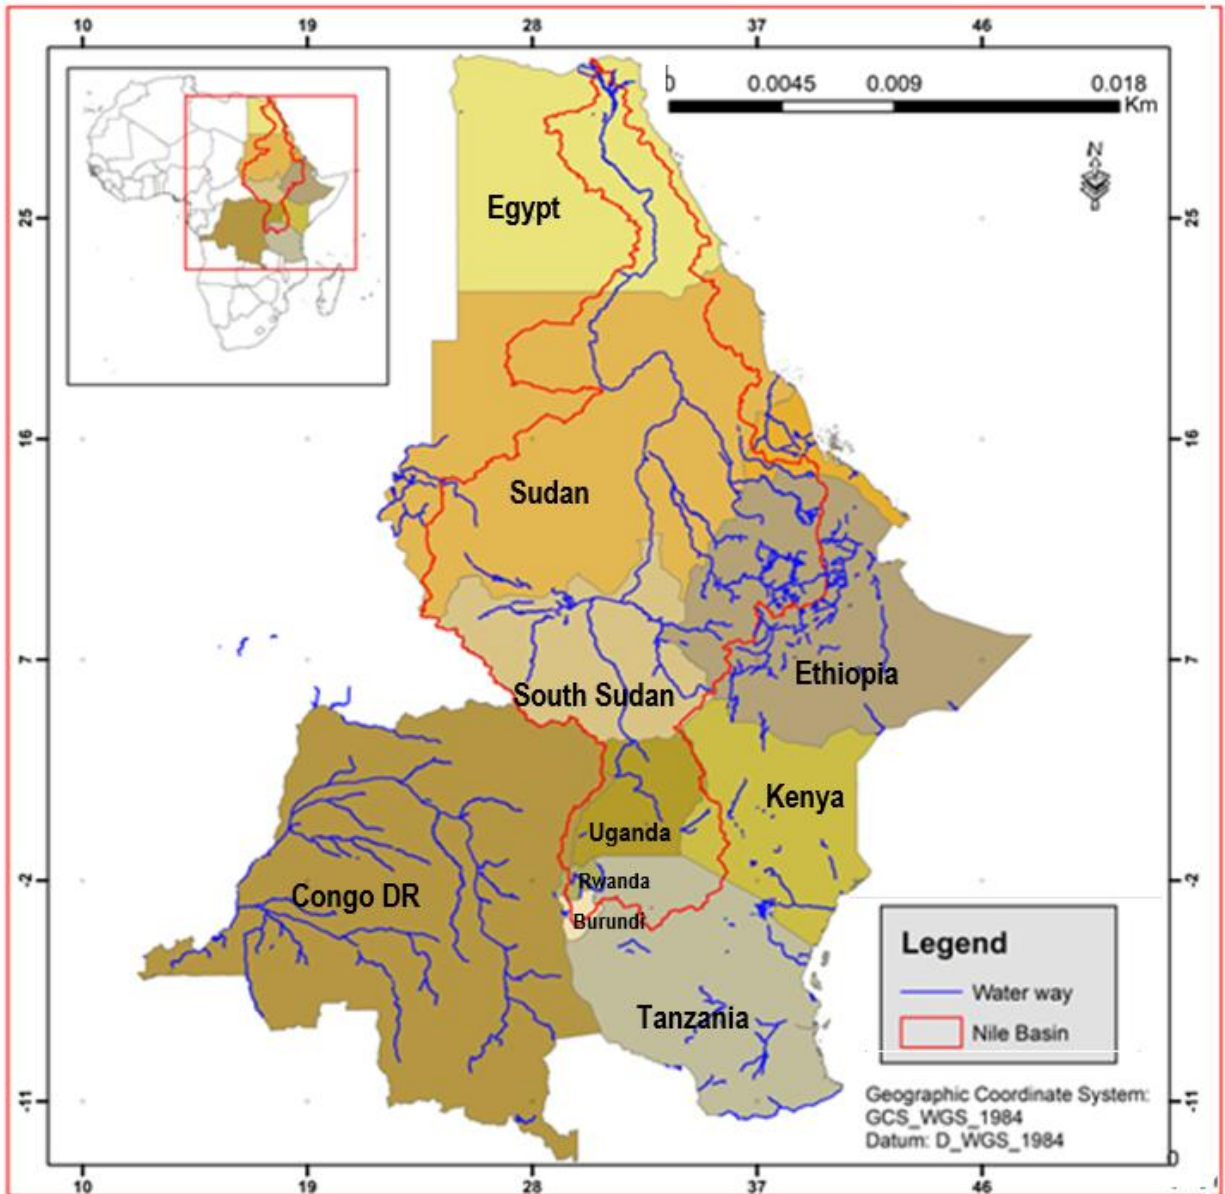 10 19 28 37 46
0 0.0045 0.009 0.018
Km
N
25 25
Egypt
16 16
Sudan
7 7
Ethiopia
South Sudan
Kenya
Uganda
-2 -2
Rwanda
Congo DR
Burundi
Legend
Water way
Nile Basin
Tanzania
-11 -11
Geographic Coordinate System:
GCS_WGS_1984
Datum: D_WGS_1984
0
10 19 28 37 46